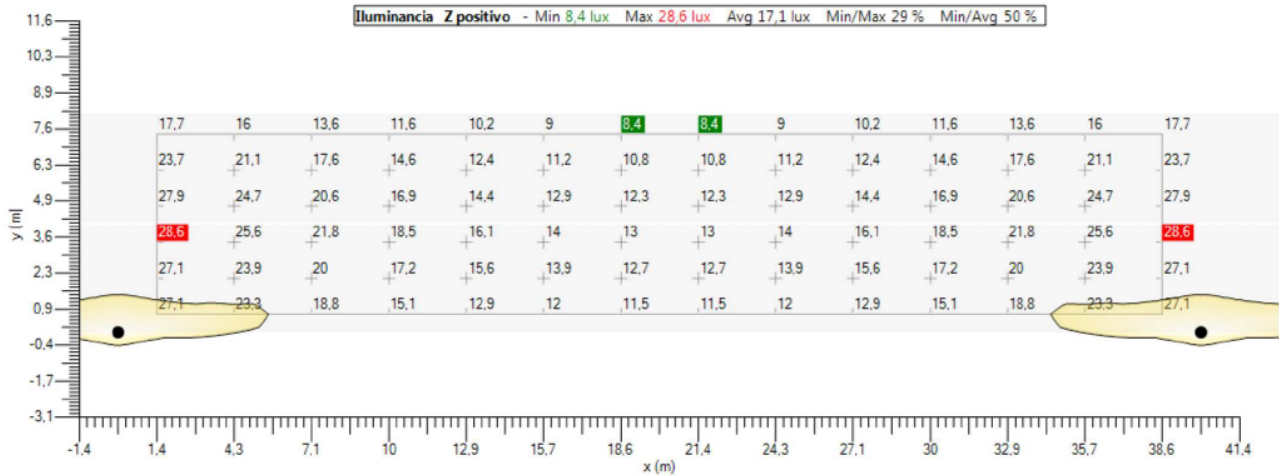 Iluminancia Z positivo - Min 8,4 lux Max 28,6 lux Avg 17,1 lux Min/Max 29 % Min/Avg 50 %
11,6
10,3
8,9
7,6
6,3
4,9
3,6
2,3
0,9
-0,4
-1,7
-3,1
y (m)
17,7 16 13,6 11,6 10,2 9 8,4 8,4 9 10,2 11,6 13,6 16 17,7
23,7 21,1 17,6 14,6 12,4 11,2 10,8 10,8 11,2 12,4 14,6 17,6 21,1 23,7
27,9 24,7 20,6 16,9 14,4 12,9 12,3 12,3 12,9 14,4 16,9 20,6 24,7 27,9
28,6 25,6 21,8 18,5 16,1 14 13 13 14 16,1 18,5 21,8 25,6 28,6
27,1 23,9 20 17,2 15,6 13,9 12,7 12,7 13,9 15,6 17,2 20 23,9 27,1
27,1 23,3 18,8 15,1 12,9 12 11,5 11,5 12 12,9 15,1 18,8 23,3 27,1
-1,4 1,4 4,3 7,1 10 12,9 15,7 18,6 21,4 24,3 27,1 30 32,9 35,7 38,6 41,4
x (m)